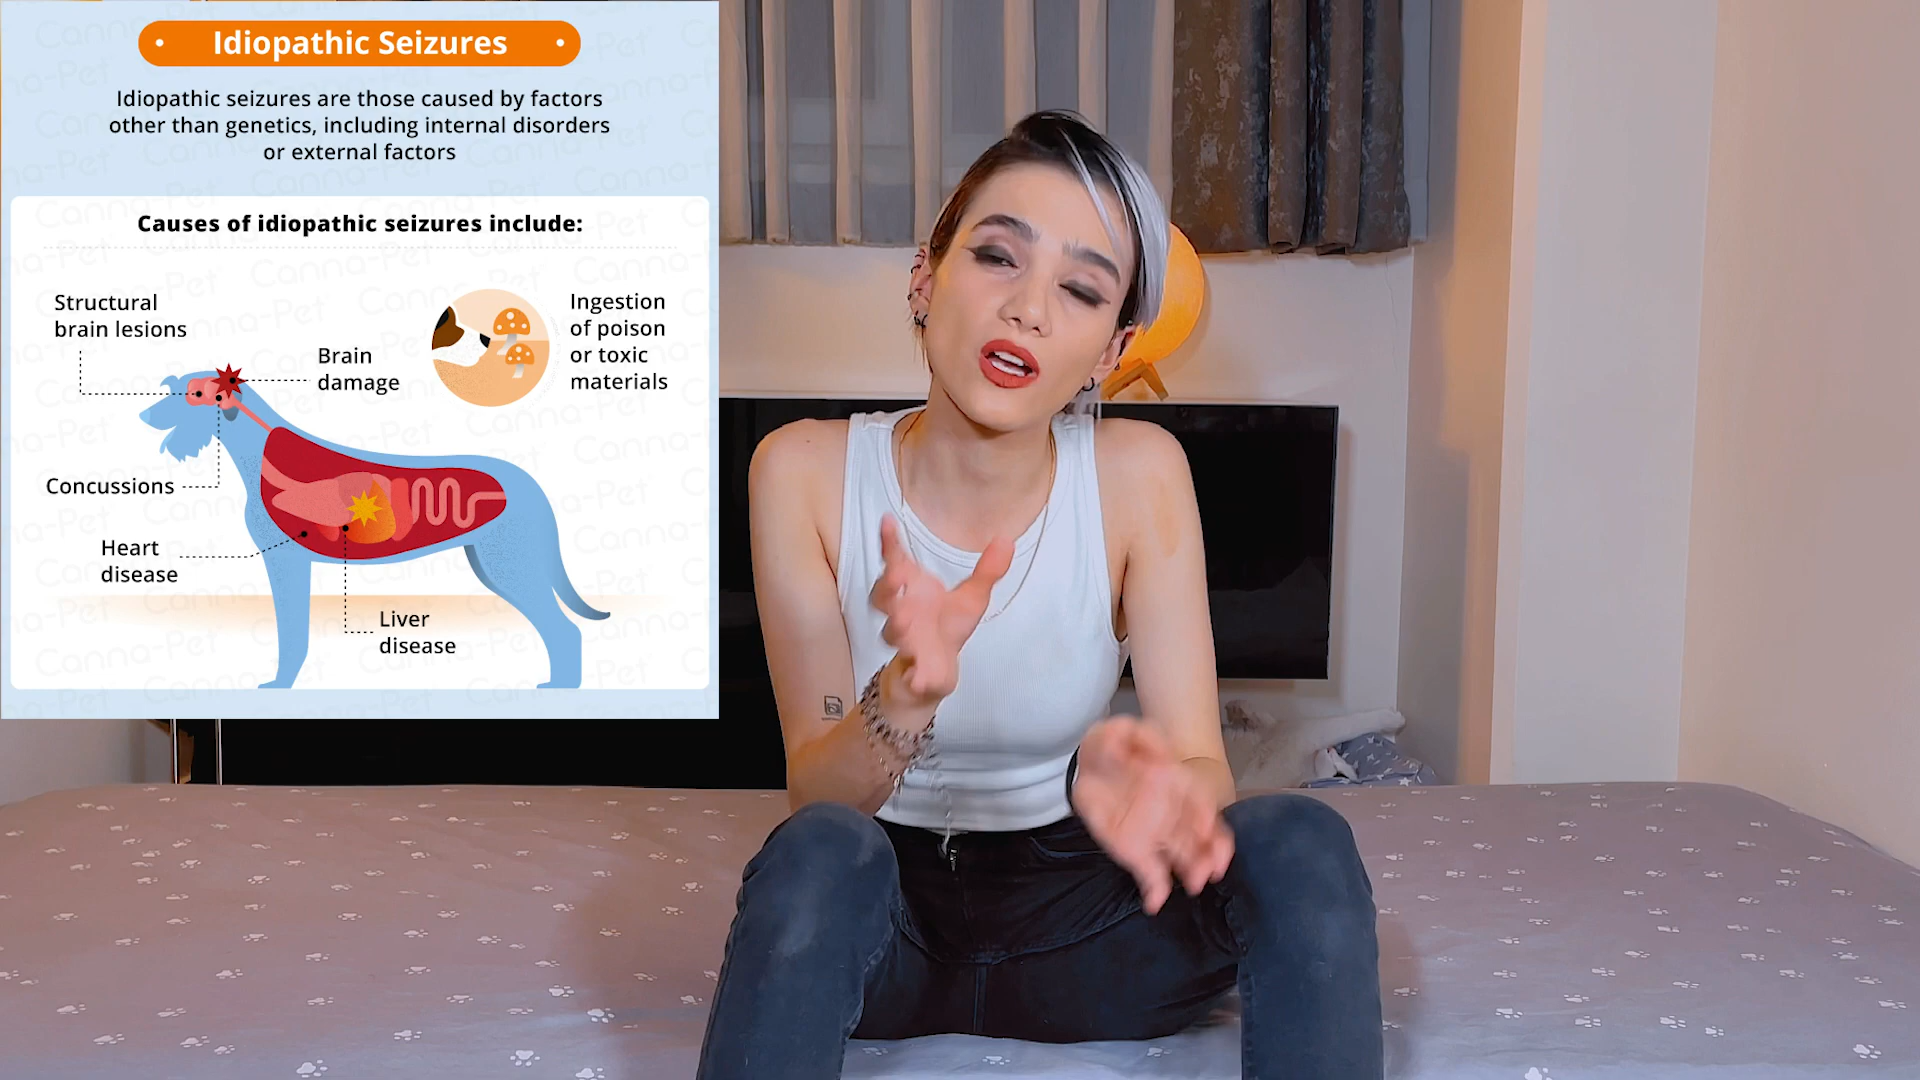 Idiopathic Seizures
Idiopathic seizures are those caused by factors
other than genetics, including internal disorders
or external factors
Causes of idiopathic seizures include:
Structural
brain lesions
Brain
damage
Ingestion
of poison
or toxic
materials
Concussions
Heart
disease
Liver
disease
Canna-Pet